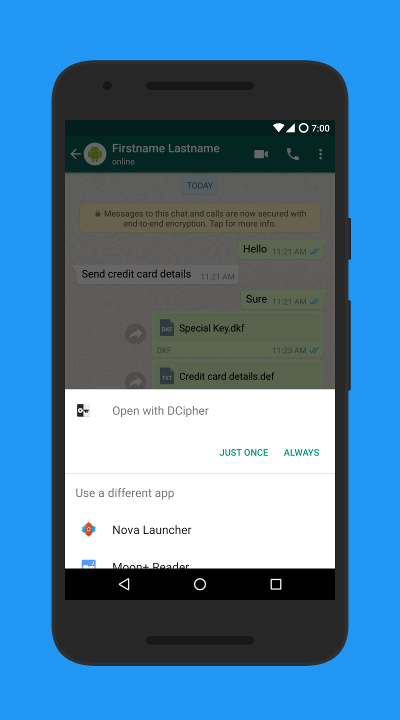 7:00
Firstname Lastname
online
TODAY
Messages to this chat and calls are now secured with
end-to-end encryption. Tap for more info.
Hello 11:21 AM
Send credit card details 11:21 AM
Sure 11:21 AM
DKF Special Key.dkf
DKF 11:23 AM
TXT Credit card details.def
Open with DCipher
JUST ONCE ALWAYS
Use a different app
Nova Launcher
Moon+ Reader